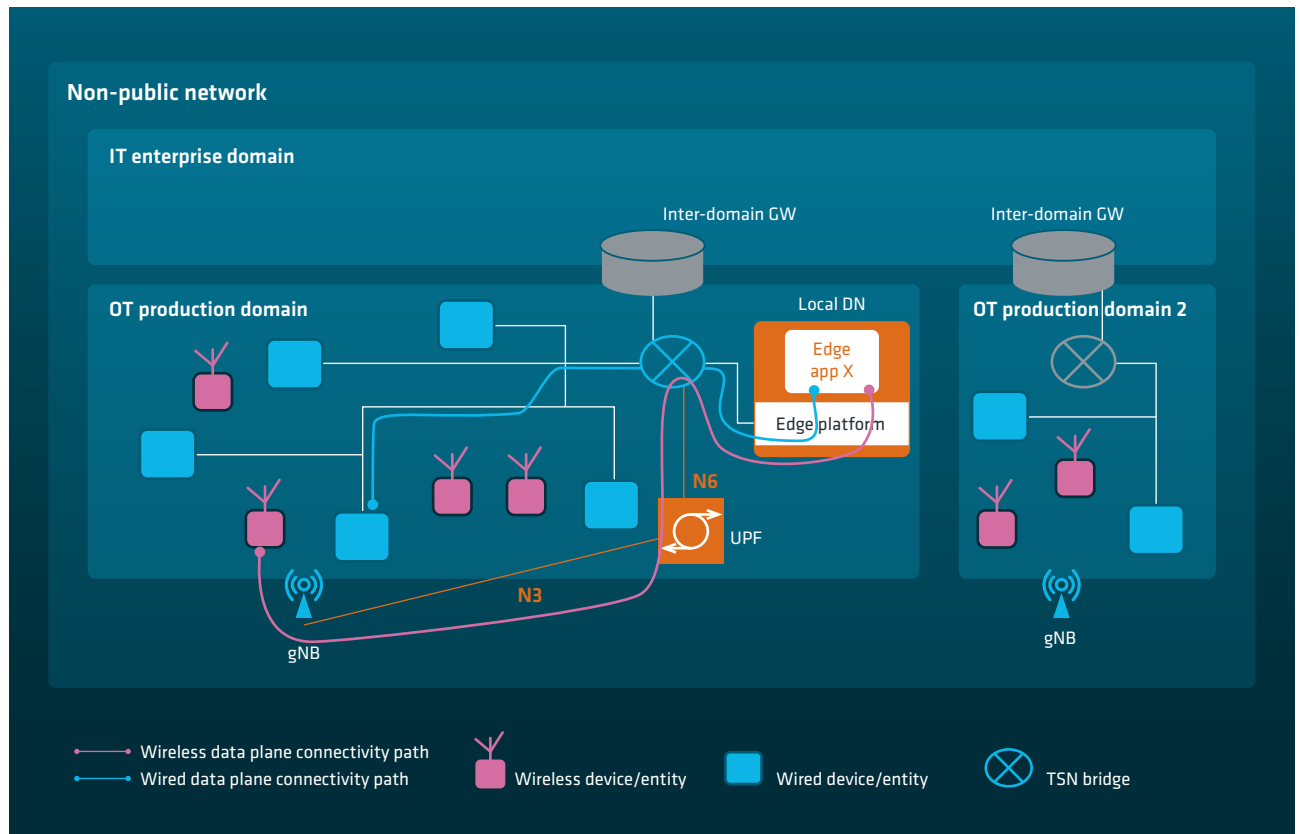 Non-public network
IT enterprise domain
Inter-domain GW
Inter-domain GW
OT production domain
Local DN
OT production domain 2
Edge
app X
Edge platform
N6
UPF
N3
gNB
gNB
Wireless data plane connectivity path
Wired data plane connectivity path
Wireless device/entity
Wired device/entity
TSN bridge